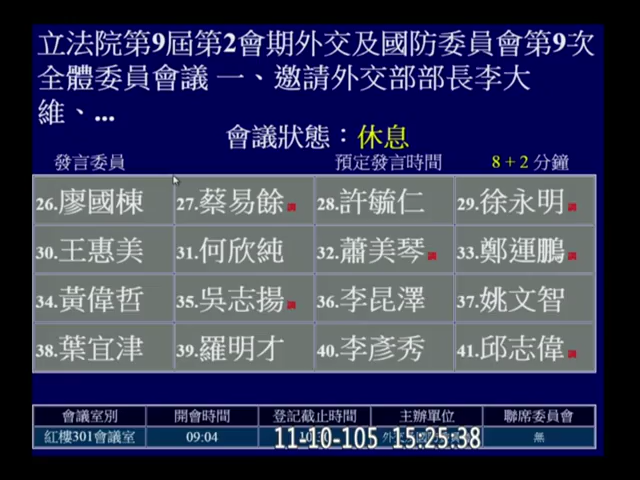 立法院第9屆第2會期外交及國防委員會第9次
全體委員會議 一、邀請外交部部長李大
維、...
會議狀態：休息
發言委員 預定發言時間 8 + 2 分鐘
26.廖國棟 27.蔡易餘 28.許毓仁 29.徐永明
30.王惠美 31.何欣純 32.蕭美琴 33.鄭運鵬
34.黃偉哲 35.吳志揚 36.李昆澤 37.姚文智
38.葉宜津 39.羅明才 40.李彥秀 41.邱志偉
會議室別 開會時間 登記截止時間 主辦單位 聯席委員會
紅樓301會議室 09:04 無
11-10-105 15:25:38